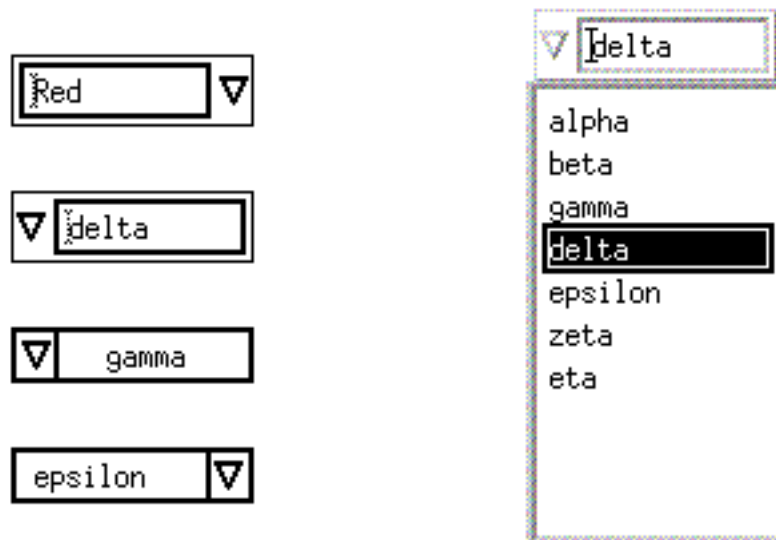 Red
delta
gamma
epsilon
delta
alpha
beta
gamma
delta
epsilon
zeta
eta